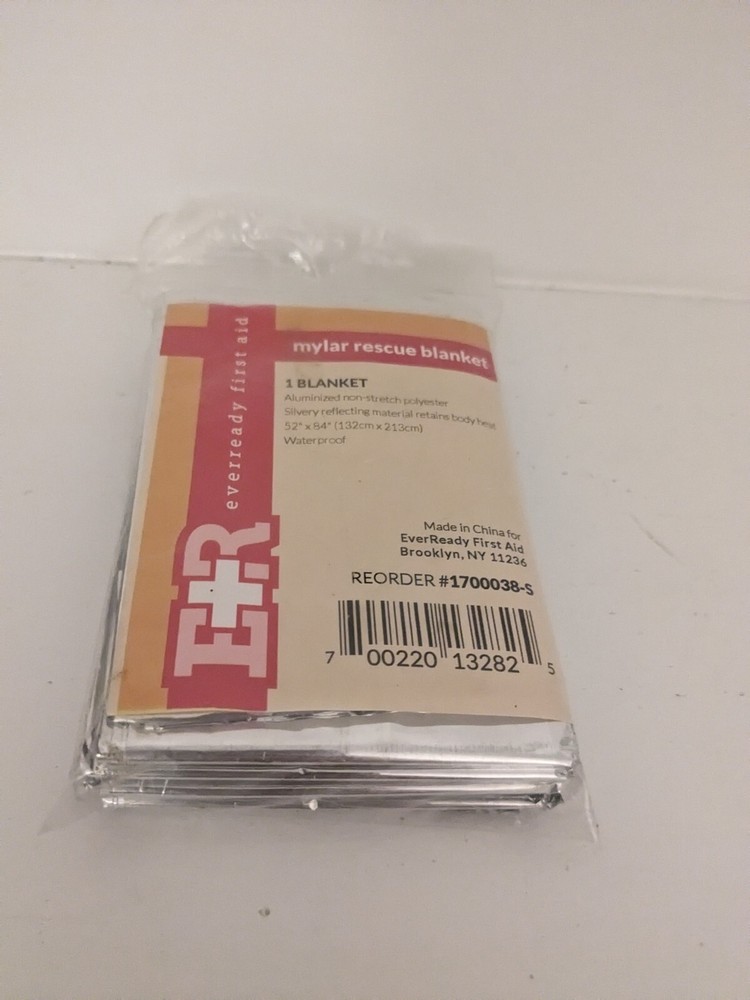 everready first aid
E+R
mylar rescue blanket
1 BLANKET
Aluminized non-stretch polyester
Silvery reflecting material retains body heat
52" x 84" (132cm x 213cm)
Waterproof
Made in China for
EverReady First Aid
Brooklyn, NY 11236
REORDER #1700038-S
7 00220 13282 5